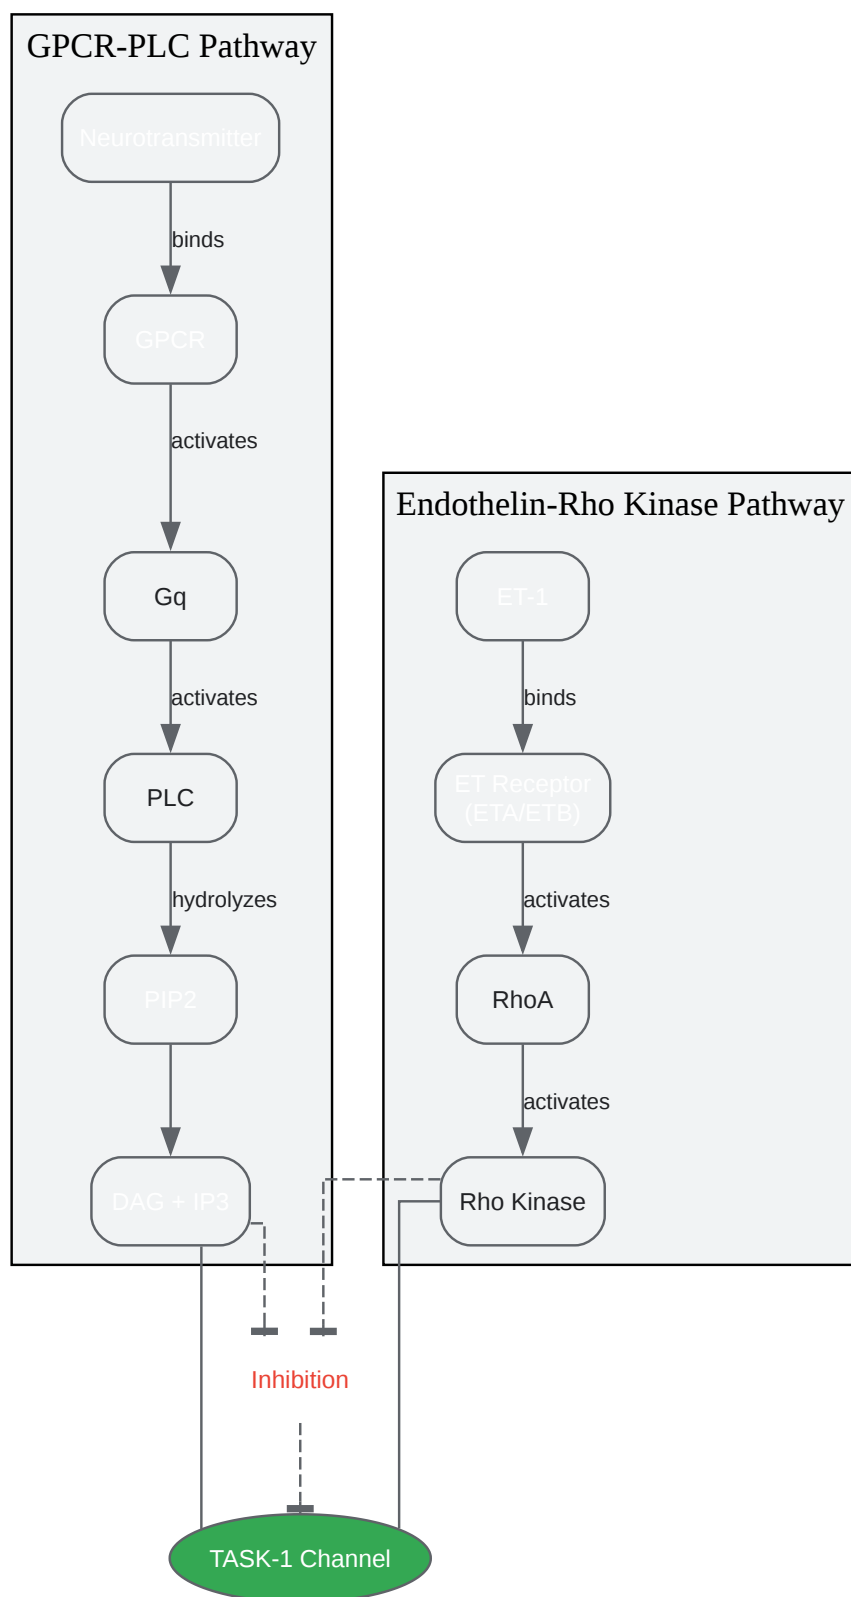 GPCR-PLC Pathway
Neurotransmitter
binds
GPCR
activates
Gq
activates
PLC
hydrolyzes
PIP2
DAG + IP3
Endothelin-Rho Kinase Pathway
ET-1
binds
ET Receptor
(ETA/ETB)
activates
RhoA
activates
Rho Kinase
Inhibition
TASK-1 Channel